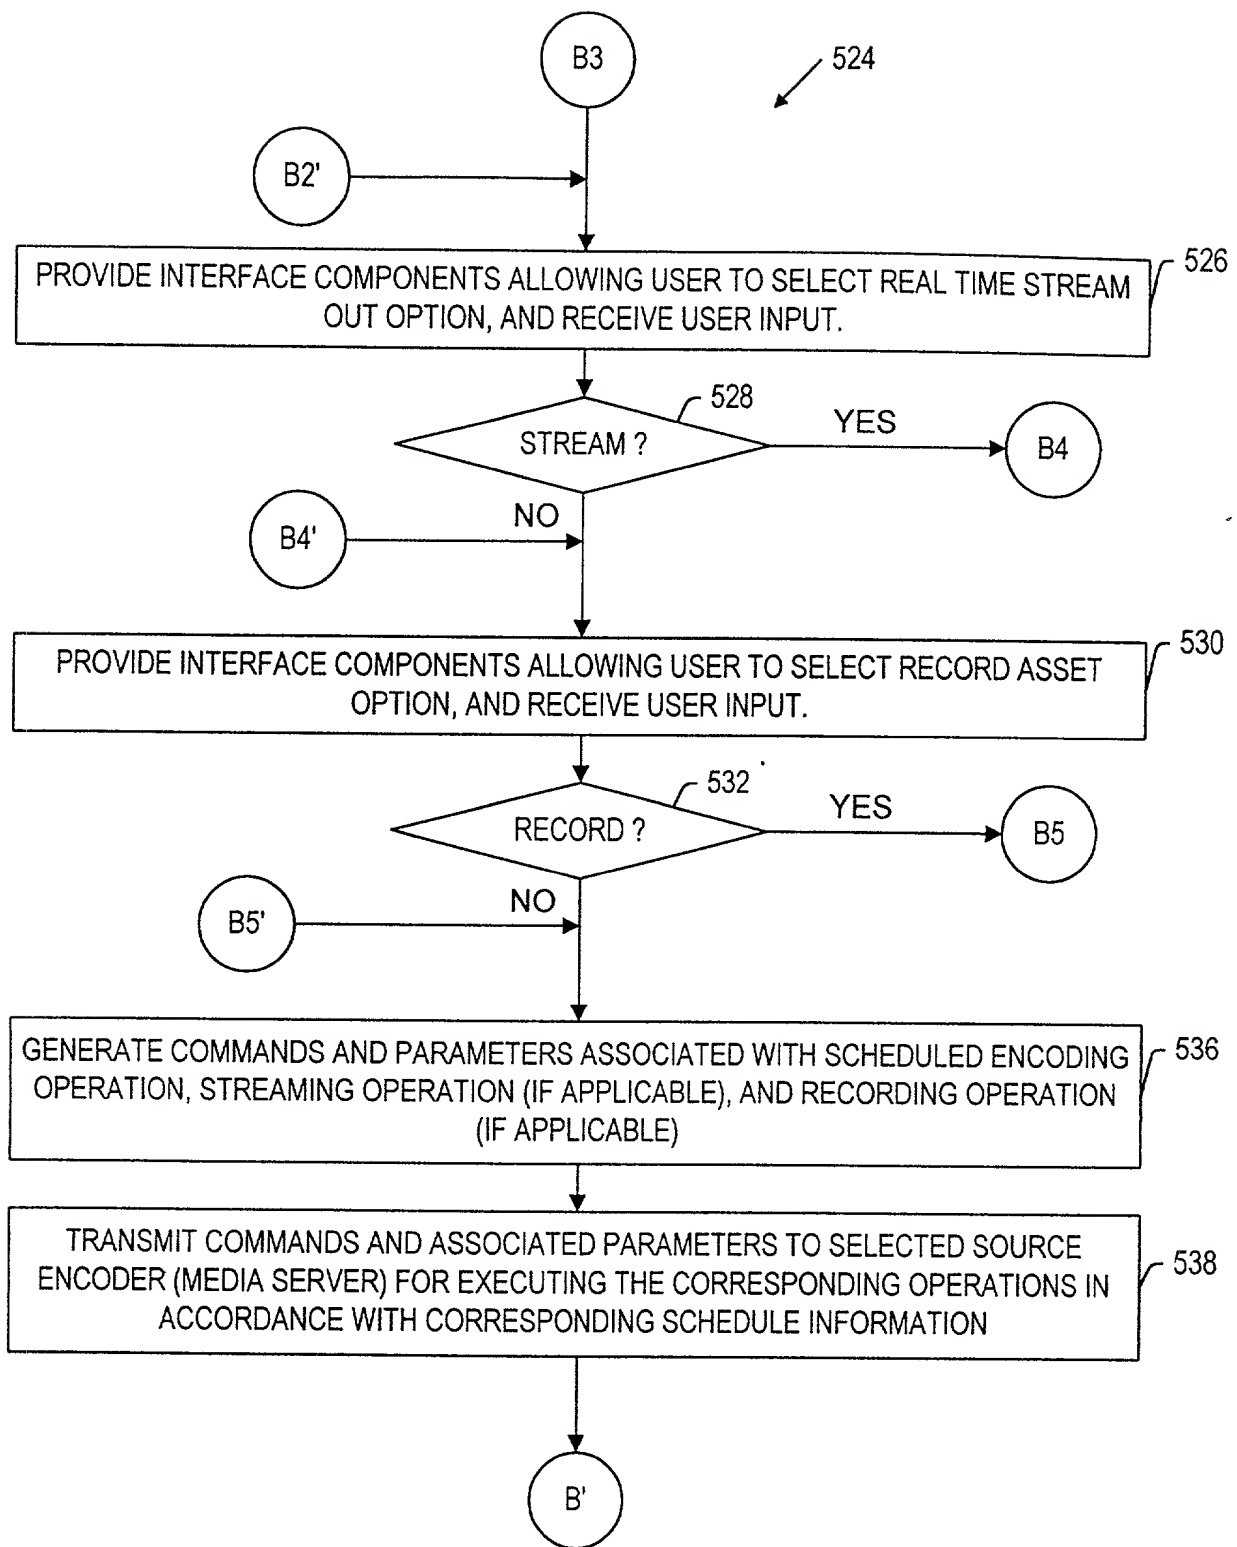 B3
524
B2'
526
PROVIDE INTERFACE COMPONENTS ALLOWING USER TO SELECT REAL TIME STREAM
OUT OPTION, AND RECEIVE USER INPUT.
528
STREAM ?
YES
B4
NO
B4'
530
PROVIDE INTERFACE COMPONENTS ALLOWING USER TO SELECT RECORD ASSET
OPTION, AND RECEIVE USER INPUT.
532
RECORD ?
YES
B5
NO
B5'
GENERATE COMMANDS AND PARAMETERS ASSOCIATED WITH SCHEDULED ENCODING
OPERATION, STREAMING OPERATION (IF APPLICABLE), AND RECORDING OPERATION
(IF APPLICABLE)
536
TRANSMIT COMMANDS AND ASSOCIATED PARAMETERS TO SELECTED SOURCE
ENCODER (MEDIA SERVER) FOR EXECUTING THE CORRESPONDING OPERATIONS IN
ACCORDANCE WITH CORRESPONDING SCHEDULE INFORMATION
538
B'